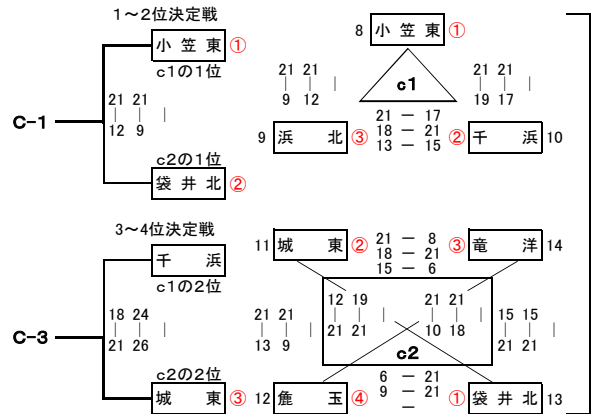 1～2位決定戦
小笠東 ①
c1の1位
C-1
21 21
| | |
12 9
c2の1位
袋井北 ②
3～4位決定戦
千浜
c1の2位
C-3
18 24
| | |
21 26
c2の2位
城東 ③
8 小笠東 ①
21 21
| | |
9 12
c1
21 21
| | |
19 17
9 浜北 ③
21 — 17
18 — 21
13 — 15
② 千浜 10
11 城東 ②
21 — 8
18 — 21
15 — 6
③ 竜洋 14
21 21
| | |
13 9
12 19
| | |
21 21
21 21
| | |
10 18
15 15
| | |
21 21
c2
12 麁玉 ④
6 — 21
9 — 21
—
① 袋井北 13